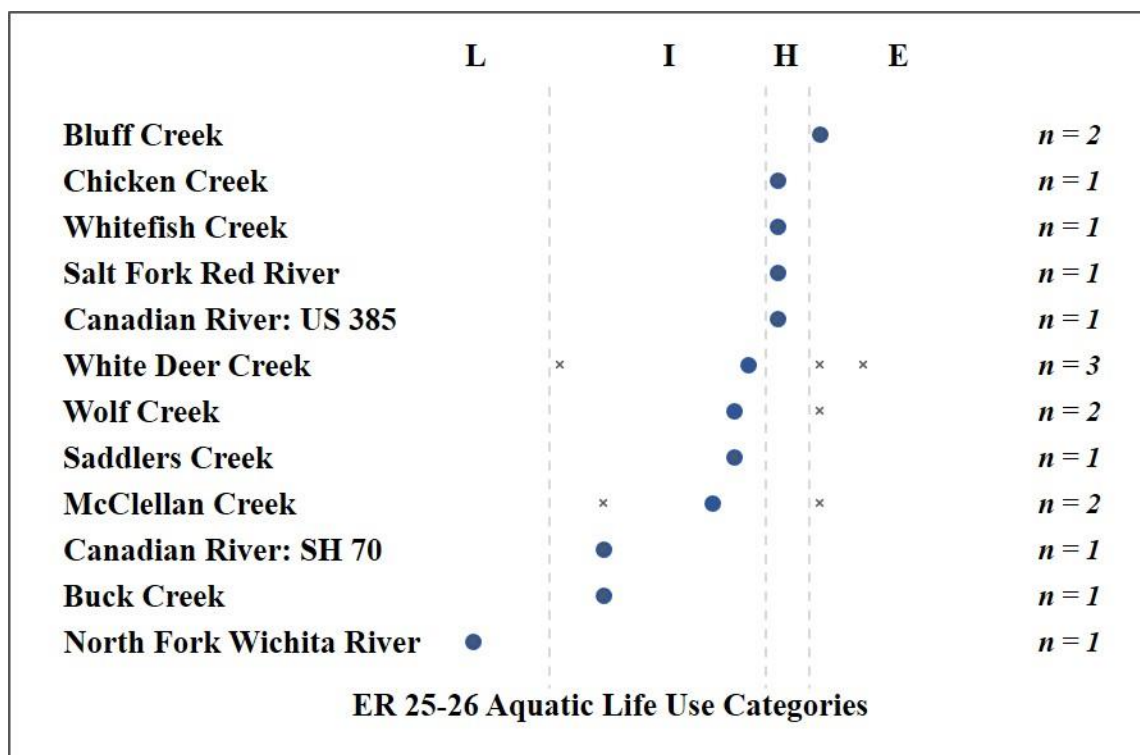 L I H E
Bluff Creek n = 2
Chicken Creek n = 1
Whitefish Creek n = 1
Salt Fork Red River n = 1
Canadian River: US 385 n = 1
White Deer Creek n = 3
Wolf Creek n = 2
Saddlers Creek n = 1
McClellan Creek n = 2
Canadian River: SH 70 n = 1
Buck Creek n = 1
North Fork Wichita River n = 1
ER 25-26 Aquatic Life Use Categories